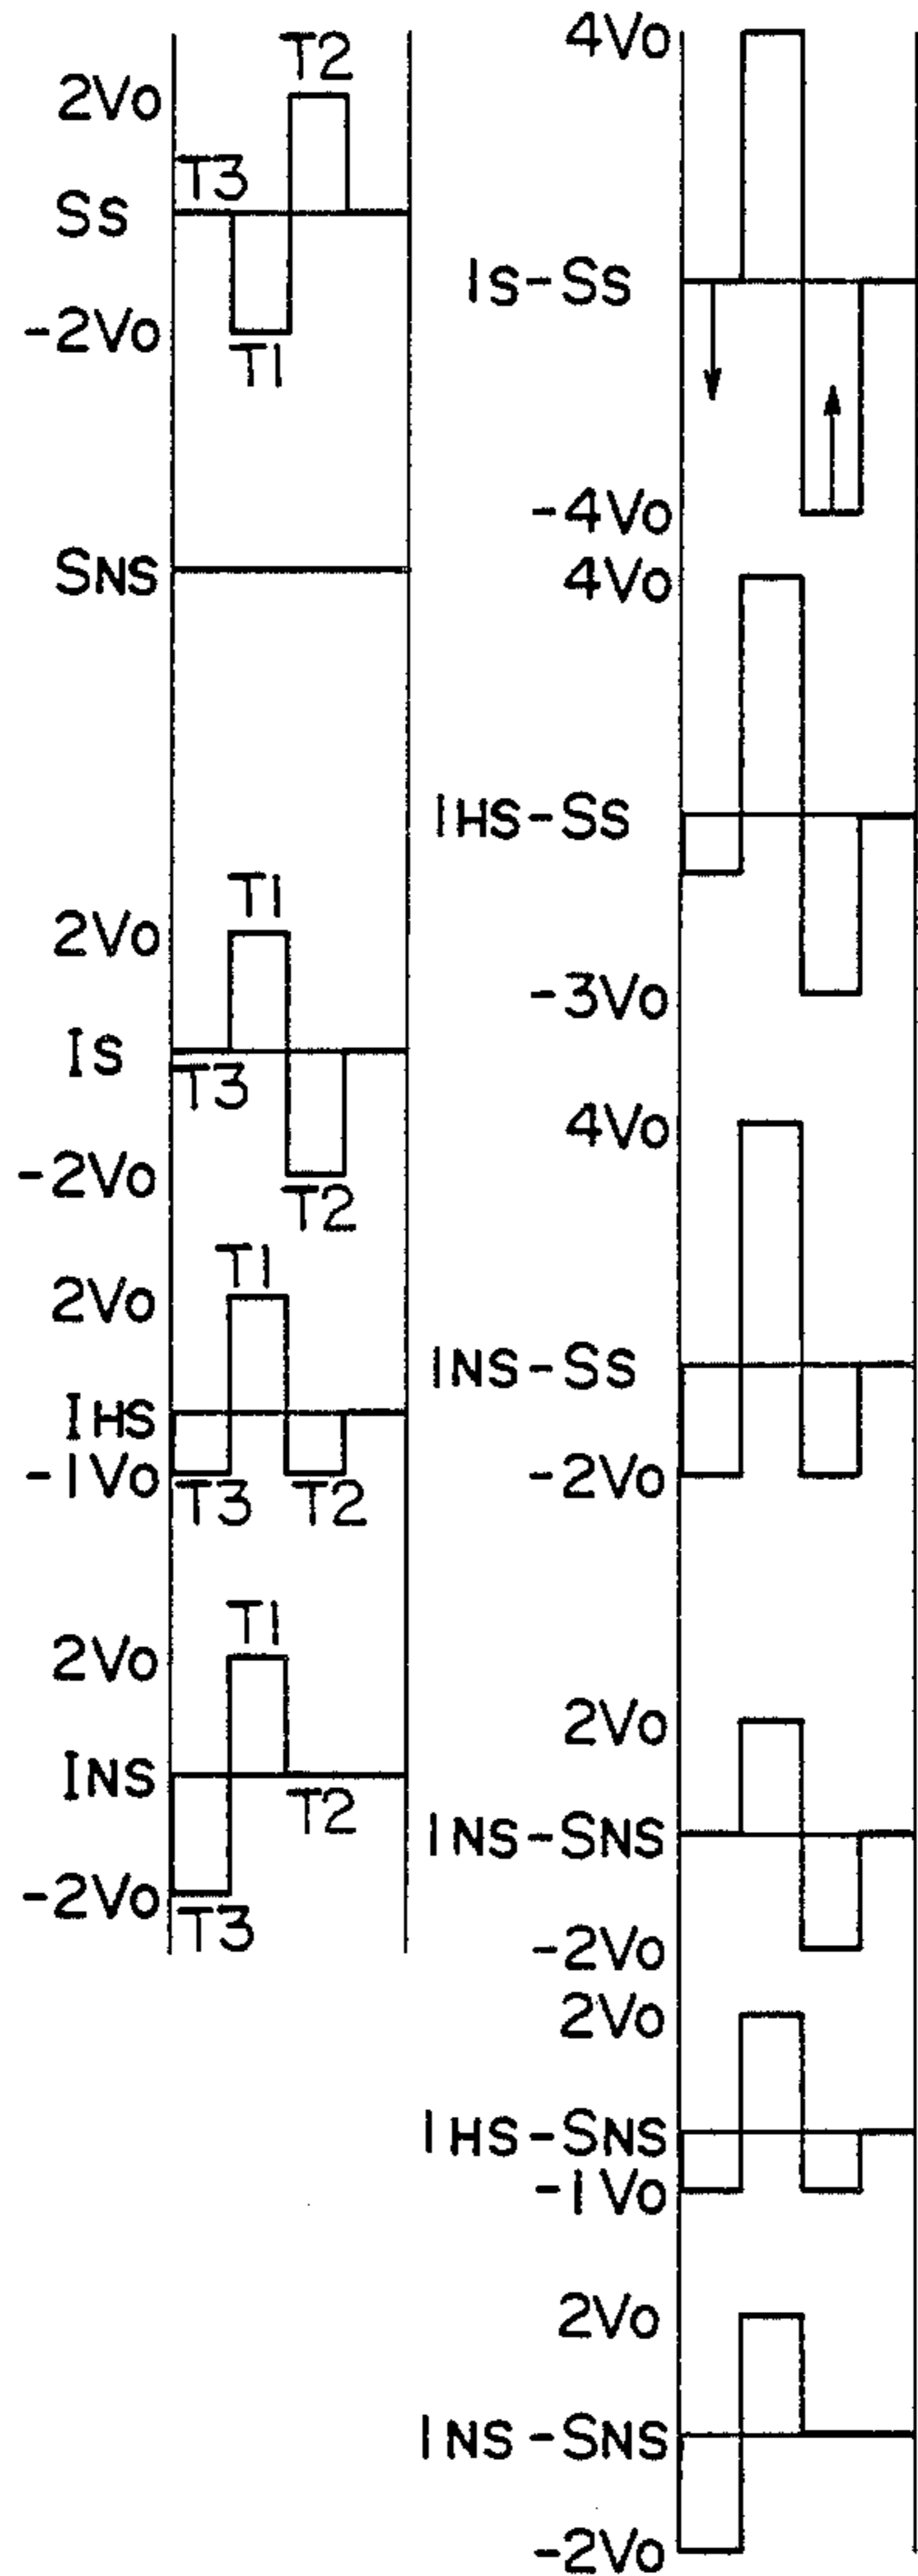 T2
2Vo
T3
Ss
-2Vo
T1
SNS
T1
2Vo
Is
T3
-2Vo
T2
T1
2Vo
IHS
-1Vo
T3 T2
T1
2Vo
INS
T2
-2Vo
T3
4Vo
Is-Ss
-4Vo
4Vo
IHS-Ss
-3Vo
4Vo
INS-Ss
-2Vo
2Vo
INS-SNS
-2Vo
2Vo
IHS-SNS
-1Vo
2Vo
INS-SNS
-2Vo